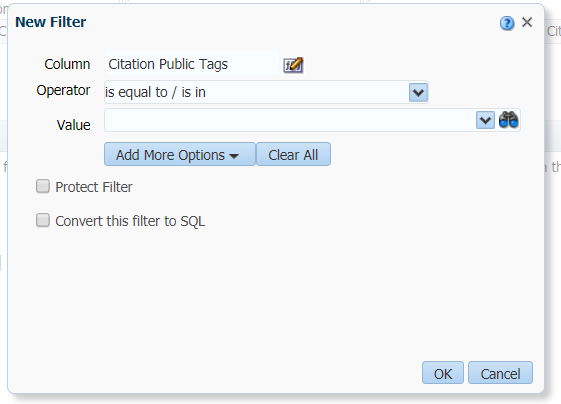 New Filter
Column Citation Public Tags
Operator is equal to / is in
Value
Add More Options Clear All
Protect Filter
Convert this filter to SQL
OK Cancel